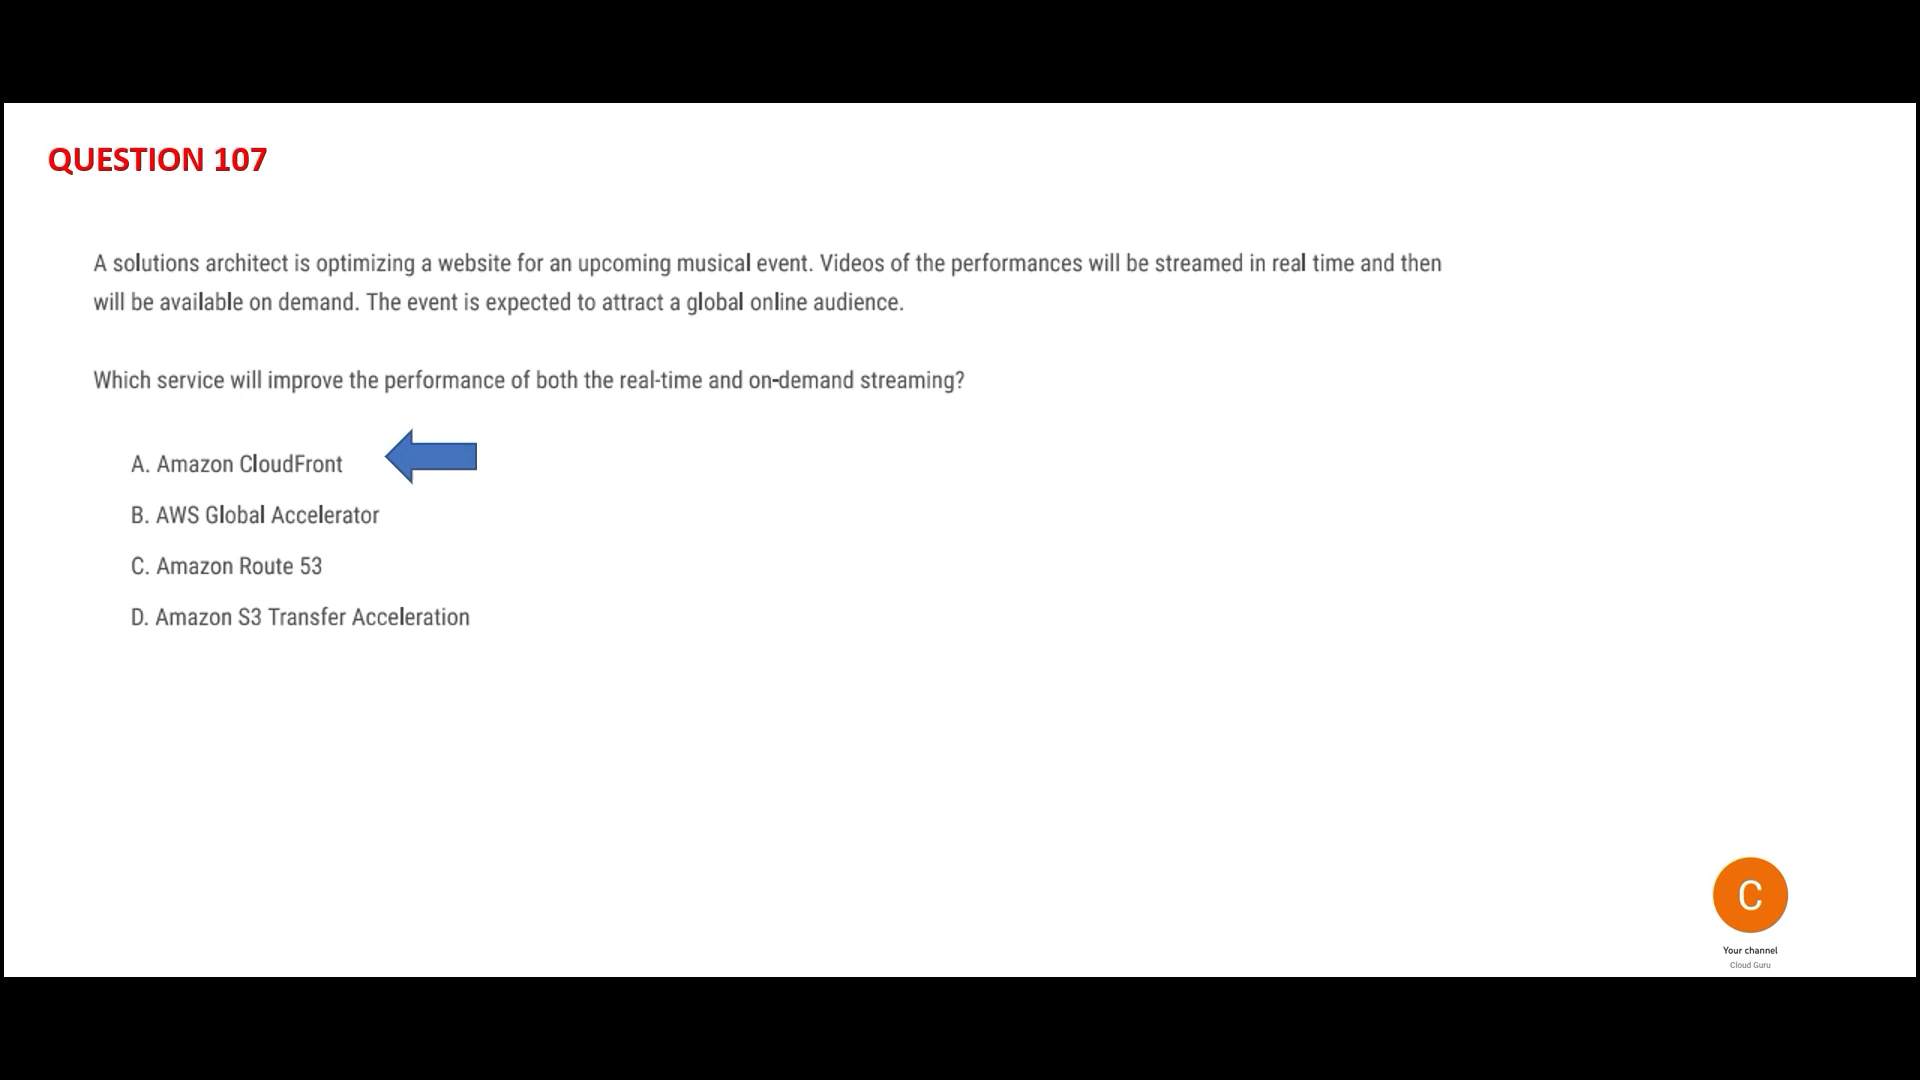 QUESTION 107
A solutions architect is optimizing a website for an upcoming musical event. Videos of the performances will be streamed in real time and then
will be available on demand. The event is expected to attract a global online audience.
Which service will improve the performance of both the real-time and on-demand streaming?
A. Amazon CloudFront
B. AWS Global Accelerator
C. Amazon Route 53
D. Amazon S3 Transfer Acceleration
C
Your channel
Cloud Guru